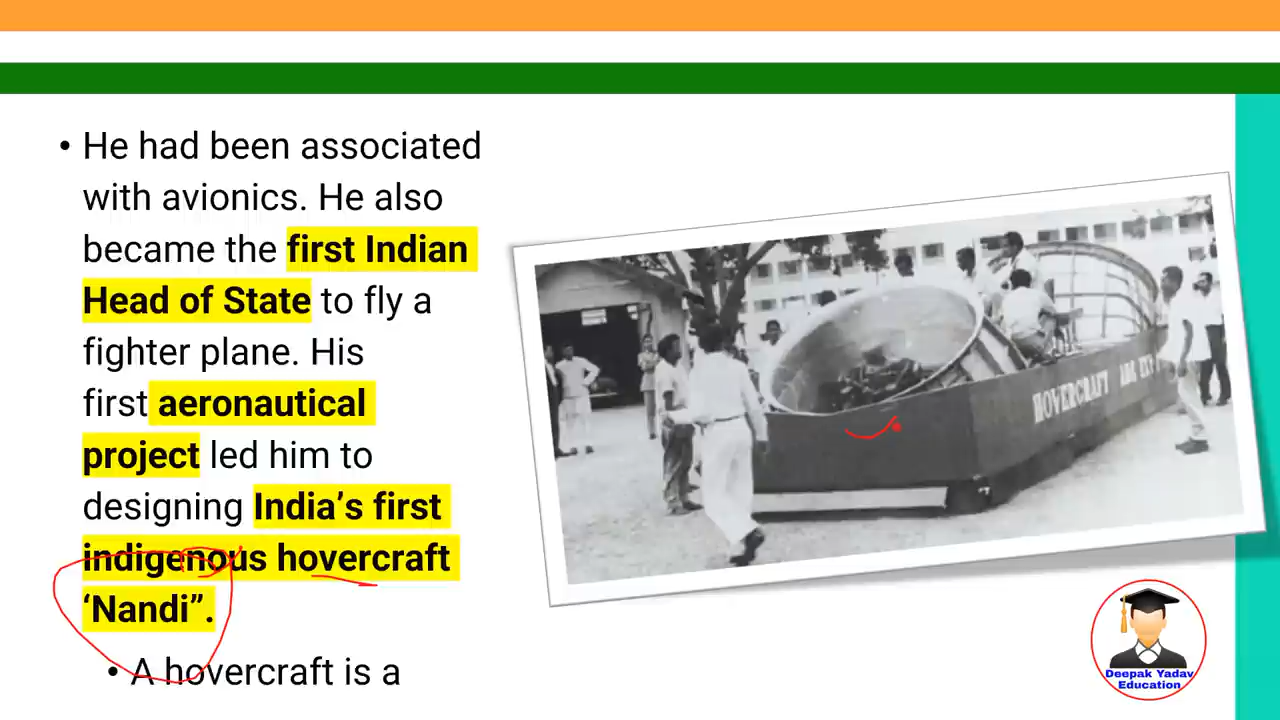 • He had been associated
with avionics. He also
became the first Indian
Head of State to fly a
fighter plane. His
first aeronautical
project led him to
designing India’s first
indigenous hovercraft
‘Nandi”.
• A hovercraft is a
HOVERCRAFT
Deepak Yadav
Education